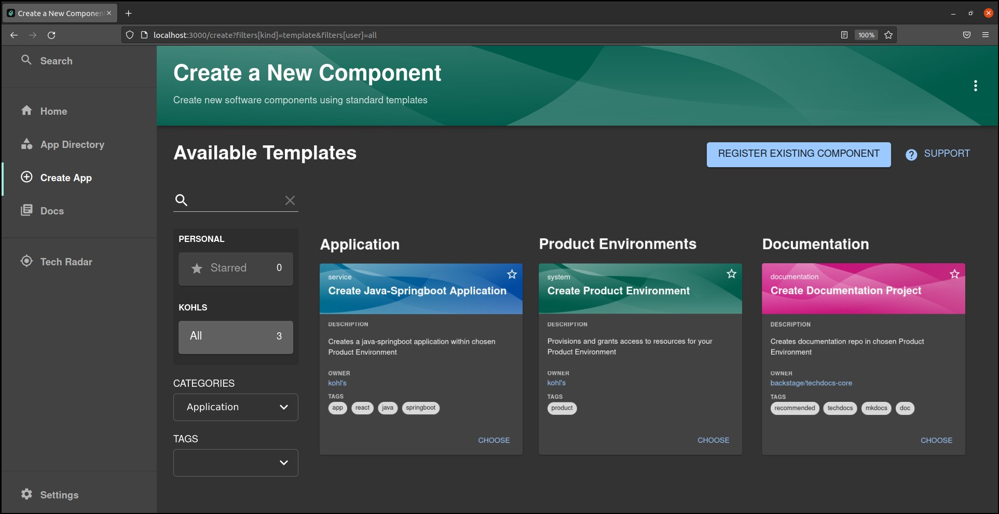 Create a New Componen
localhost:3000/create?filters[kind]=template&filters[user]=all
100%
Search
Home
App Directory
Create App
Docs
Tech Radar
Settings
Create a New Component
Create new software components using standard templates
Available Templates
REGISTER EXISTING COMPONENT
SUPPORT
PERSONAL
Starred 0
KOHLS
All 3
CATEGORIES
Application
TAGS
Application
service
Create Java-Springboot Application
DESCRIPTION
Creates a java-springboot application within chosen
Product Environment
OWNER
kohl's
TAGS
app react java springboot
CHOOSE
Product Environments
system
Create Product Environment
DESCRIPTION
Provisions and grants access to resources for your
Product Environment
OWNER
kohl's
TAGS
product
CHOOSE
Documentation
documentation
Create Documentation Project
DESCRIPTION
Creates documentation repo in chosen Product
Environment
OWNER
backstage/techdocs-core
TAGS
recommended techdocs mkdocs doc
CHOOSE